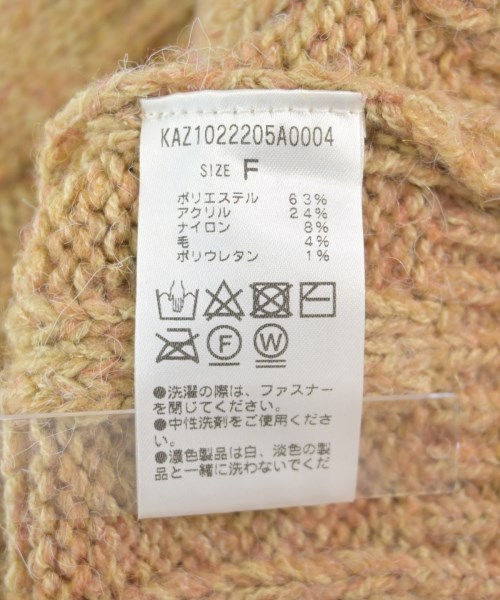 KAZ1022205A0004
SIZE F
ポリエステル 63%
アクリル 24%
ナイロン 8%
毛 4%
ポリウレタン 1%
F W
●洗濯の際は、ファスナー
を閉じてください。
●中性洗剤をご使用くださ
い。
●濃色製品は白、淡色の製
品と一緒に洗わないでくだ